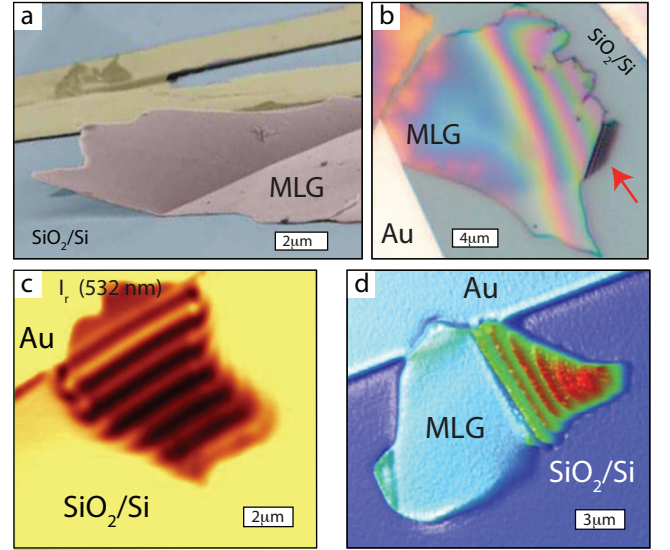 a
MLG
SiO₂/Si
2μm
b
SiO₂/Si
MLG
Au
4μm
c
I_r (532 nm)
Au
SiO₂/Si
2μm
d
Au
MLG
SiO₂/Si
3μm